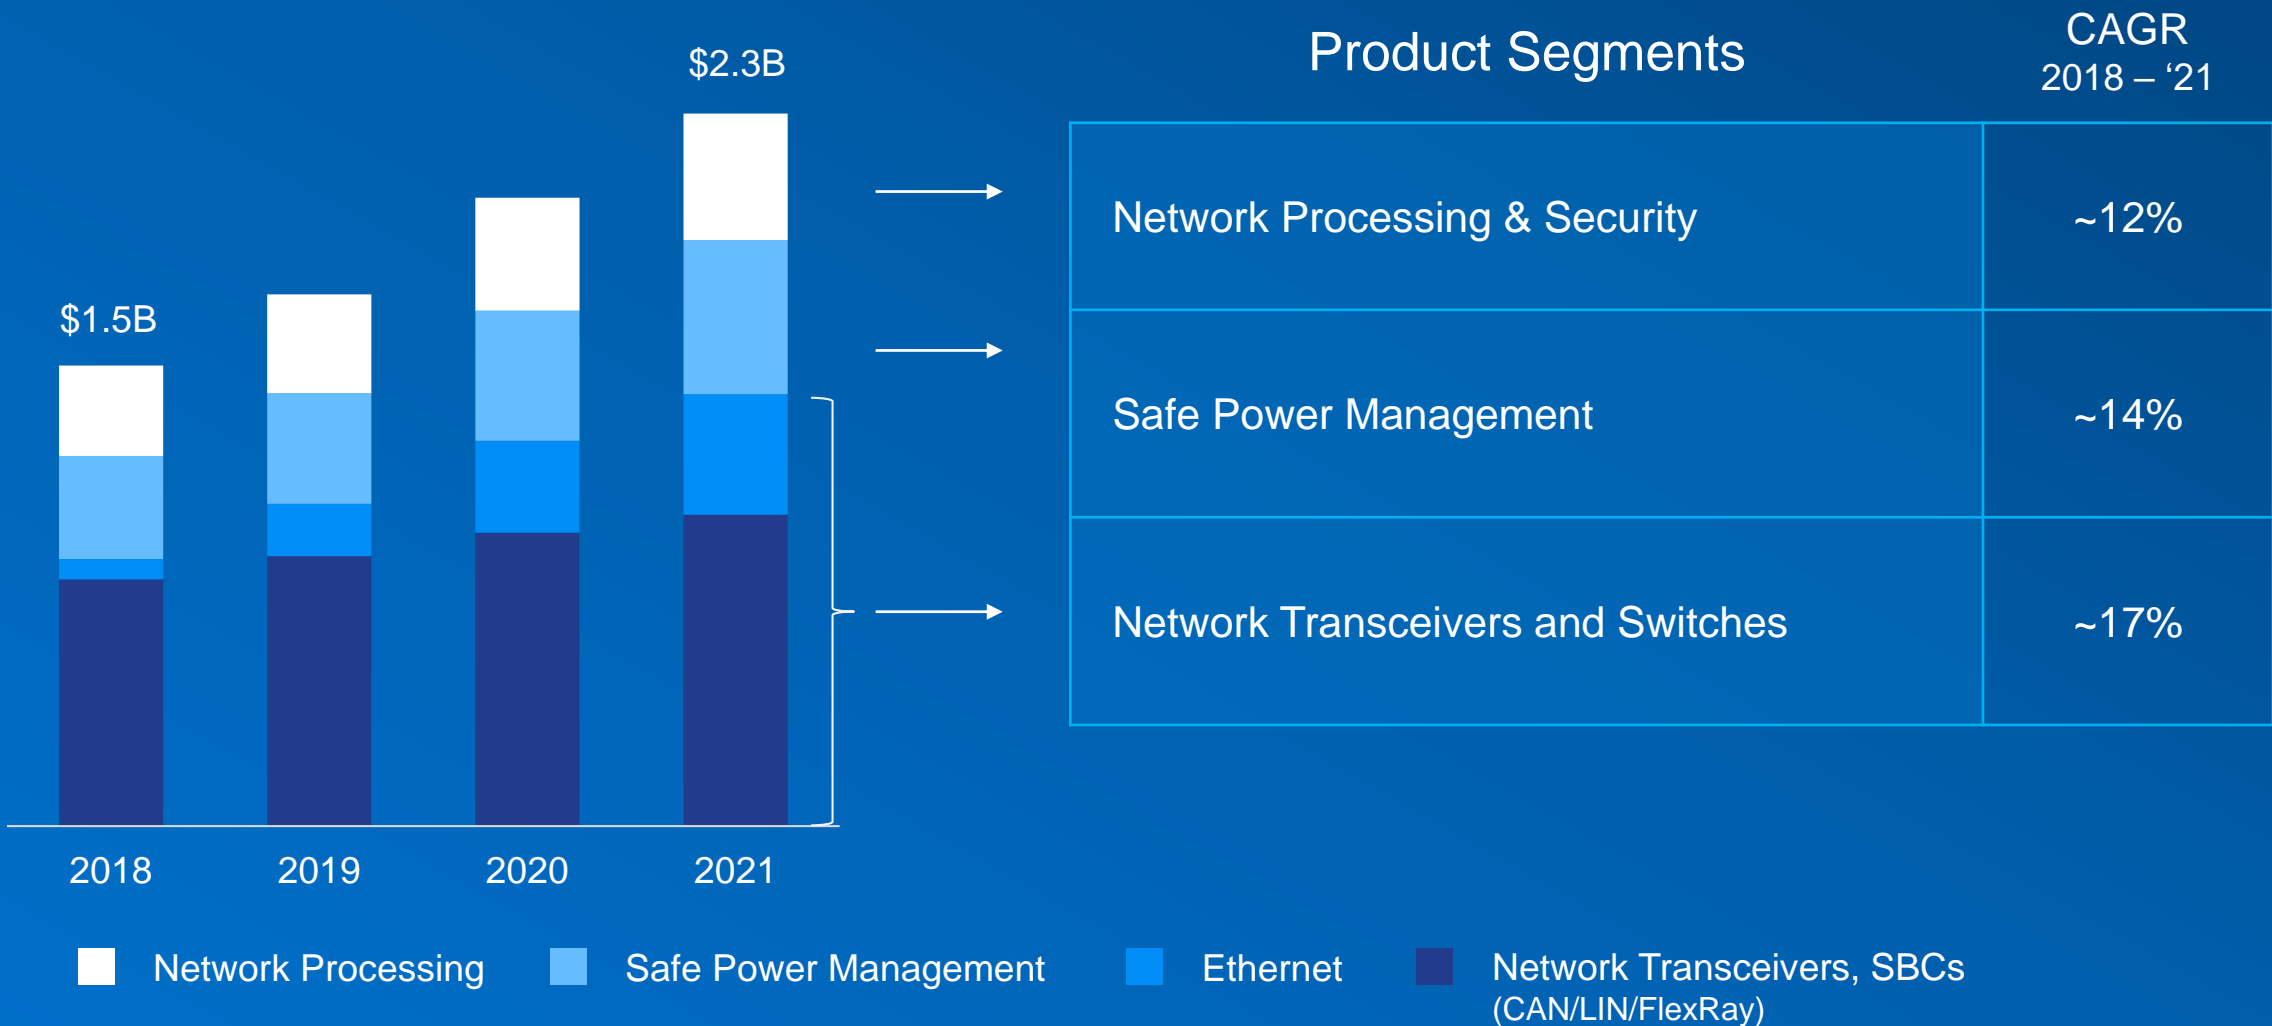 $1.5B
$2.3B
2018
2019
2020
2021
Product Segments
CAGR
2018 – ‘21
Network Processing & Security
~12%
Safe Power Management
~14%
Network Transceivers and Switches
~17%
Network Processing
Safe Power Management
Ethernet
Network Transceivers, SBCs
(CAN/LIN/FlexRay)